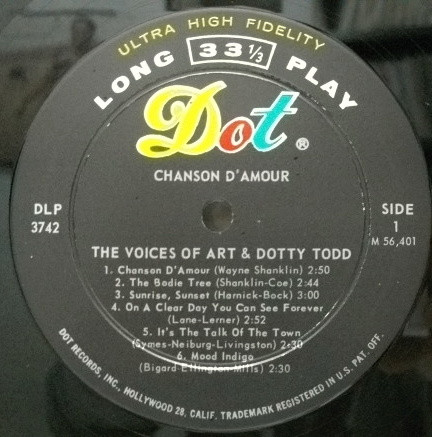 ULTRA HIGH FIDELITY
LONG 33 1/3 PLAY
Dot ®
CHANSON D'AMOUR
DLP
3742
SIDE
1
M 56,401
THE VOICES OF ART & DOTTY TODD
1. Chanson D'Amour (Wayne Shanklin) 2:50
2. The Bodie Tree (Shanklin-Coe) 2:44
3. Sunrise, Sunset (Harnick-Bock) 3:00
4. On A Clear Day You Can See Forever
(Lane-Lerner) 2:52
5. It's The Talk Of The Town
(Symes-Neiburg-Livingston) 2:30
6. Mood Indigo
(Bigard-Ellington-Mills) 2:30
DOT RECORDS, INC., HOLLYWOOD 28, CALIF. TRADEMARK REGISTERED IN U.S. PAT. OFF.